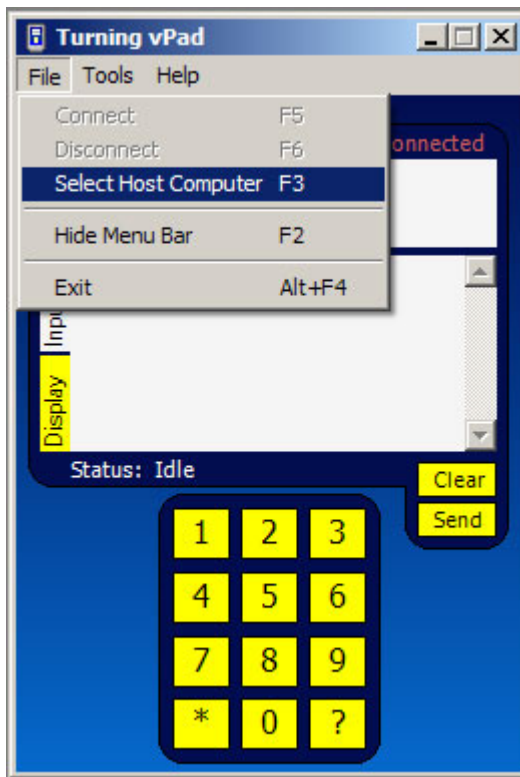 Turning vPad
File Tools Help
Connect F5
Disconnect F6
onnected
Select Host Computer F3
Hide Menu Bar F2
Exit Alt+F4
Inpu
Display
Status: Idle
Clear
Send
1 2 3
4 5 6
7 8 9
* 0 ?